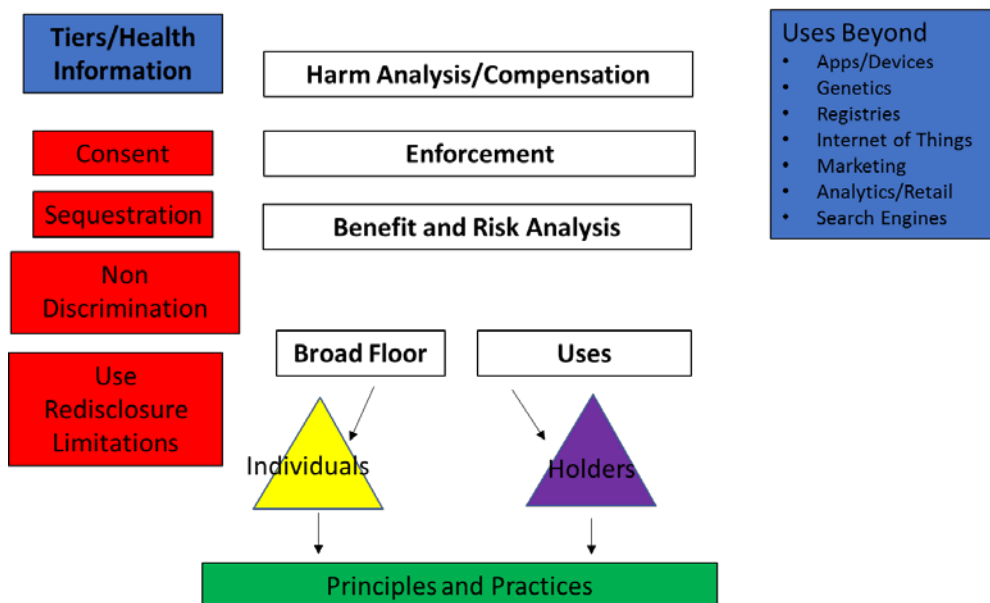 Tiers/Health
Information
Consent
Sequestration
Non
Discrimination
Use
Redisclosure
Limitations
Harm Analysis/Compensation
Enforcement
Benefit and Risk Analysis
Broad Floor
Uses
Individuals
Holders
Principles and Practices
Uses Beyond
• Apps/Devices
• Genetics
• Registries
• Internet of Things
• Marketing
• Analytics/Retail
• Search Engines